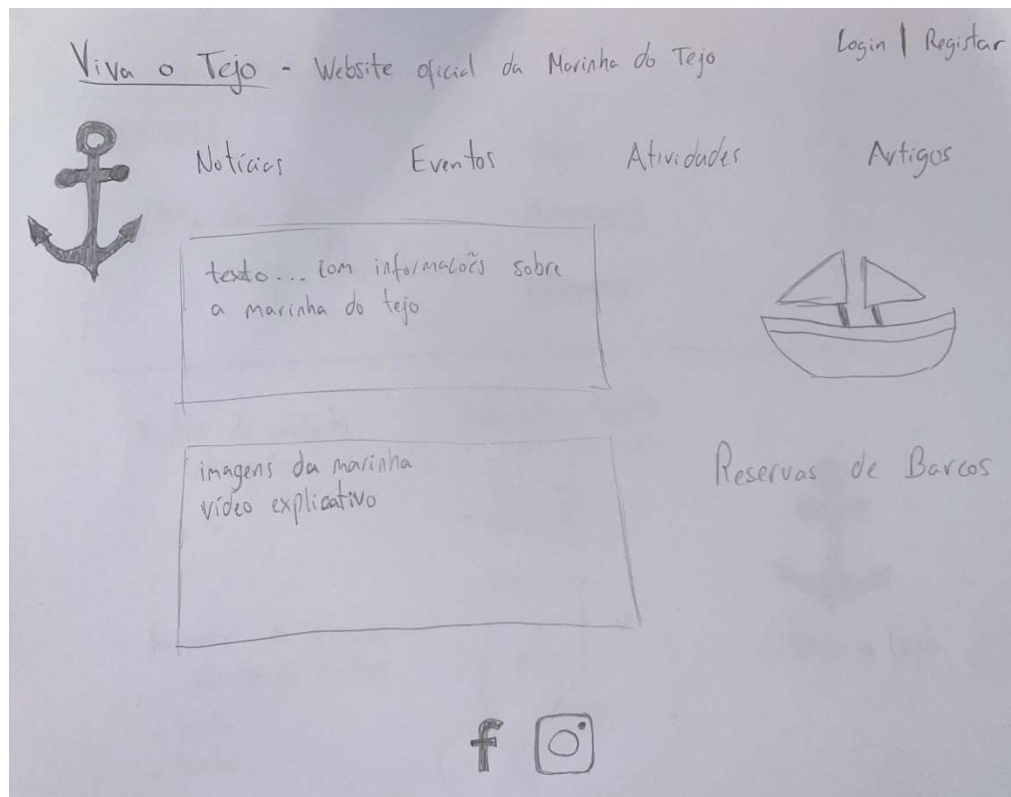 Viva o Tejo - Website oficial da Marinha do Tejo
Login | Registar
Notícias Eventos Atividades Artigos
texto... com informações sobre
a marinha do tejo
imagens da marinha
vídeo explicativo
Reservas de Barcos
f